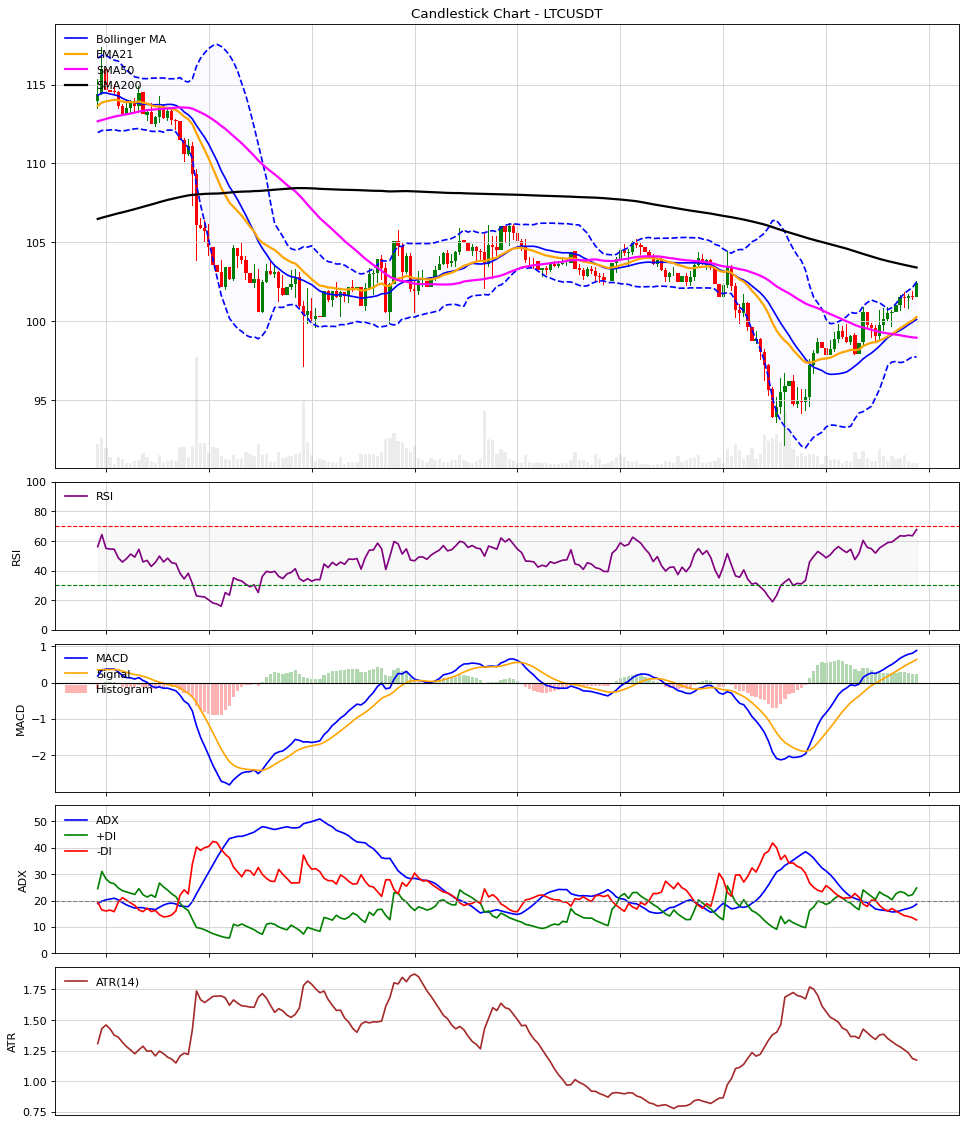 Candlestick Chart - LTCUSDT
Bollinger MA
EMA21
SMA50
SMA200
115
110
105
100
95
RSI
100
80
60
40
20
0
RSI
MACD
Signal
Histogram
1
0
−1
−2
MACD
ADX
+DI
-DI
50
40
30
20
10
0
ADX
ATR(14)
1.75
1.50
1.25
1.00
0.75
ATR